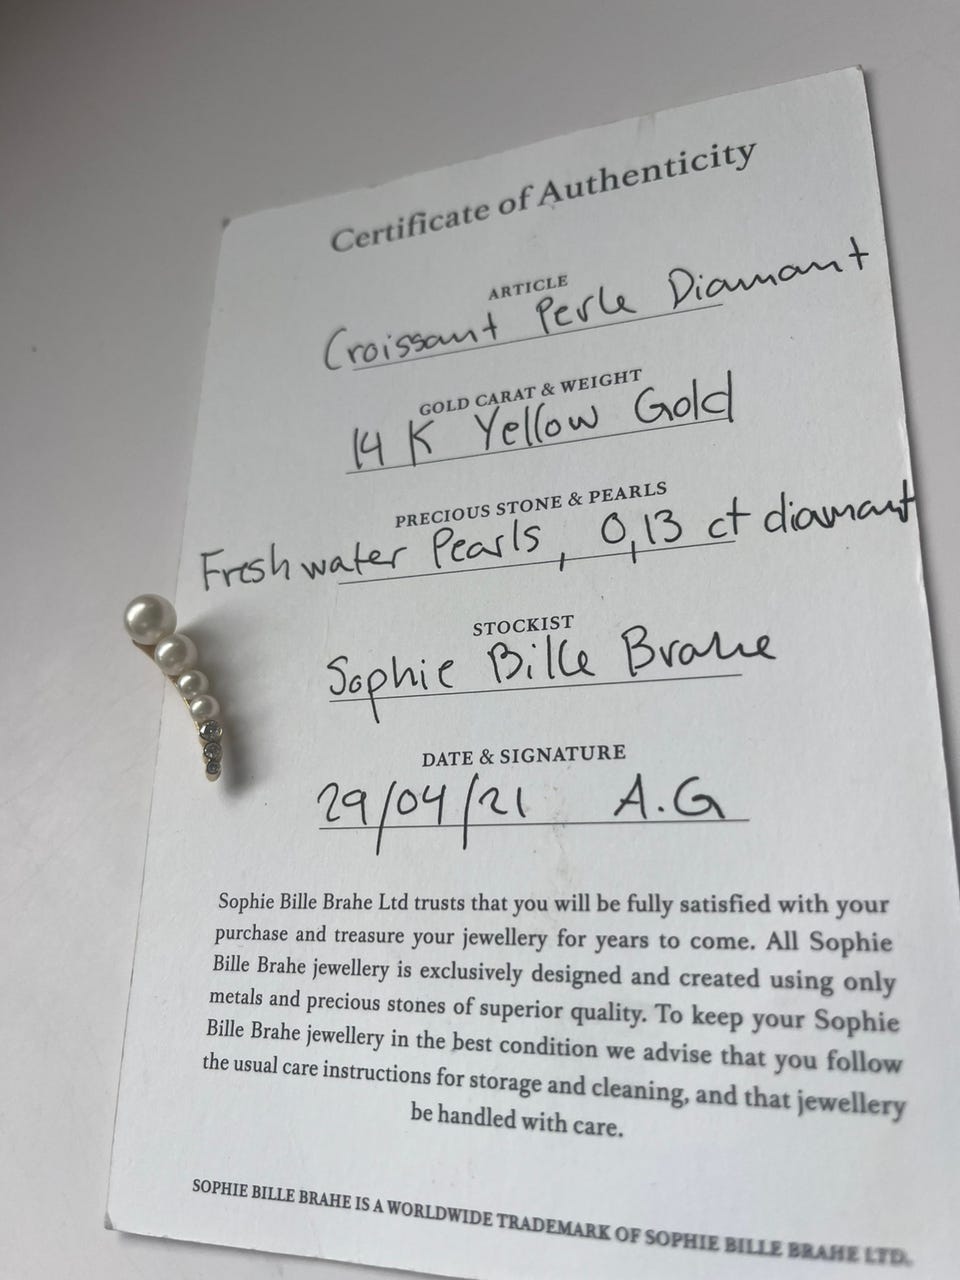 Certificate of Authenticity
ARTICLE
Croissant Perle Diamant
GOLD CARAT & WEIGHT
14 K Yellow Gold
PRECIOUS STONE & PEARLS
Freshwater Pearls, 0,13 ct diamant
STOCKIST
Sophie Bille Brahe
DATE & SIGNATURE
29/04/21 A.G
Sophie Bille Brahe Ltd trusts that you will be fully satisfied with your
purchase and treasure your jewellery for years to come. All Sophie
Bille Brahe jewellery is exclusively designed and created using only
metals and precious stones of superior quality. To keep your Sophie
Bille Brahe jewellery in the best condition we advise that you follow
the usual care instructions for storage and cleaning, and that jewellery
be handled with care.
SOPHIE BILLE BRAHE IS A WORLDWIDE TRADEMARK OF SOPHIE BILLE BRAHE LTD.